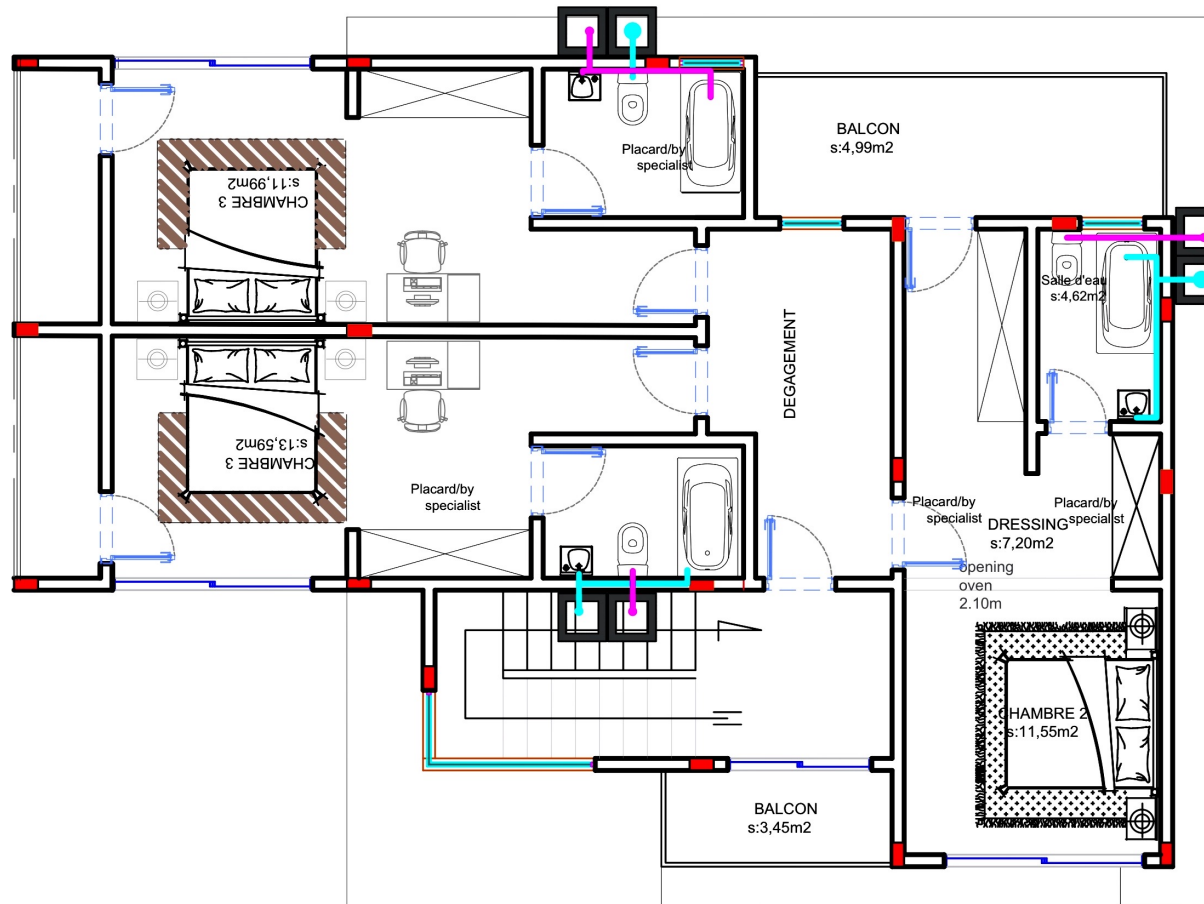 BALCON
s:4,99m2
Placard/by
specialist
CHAMBRE 3
s:11,99m2
Salle d'eau
s:4,62m2
DEGAGEMENT
CHAMBRE 3
s:13,59m2
Placard/by
specialist
Placard/by
specialist
Placard/by
specialist
DRESSING
s:7,20m2
opening
oven
2.10m
CHAMBRE 2
s:11,55m2
BALCON
s:3,45m2